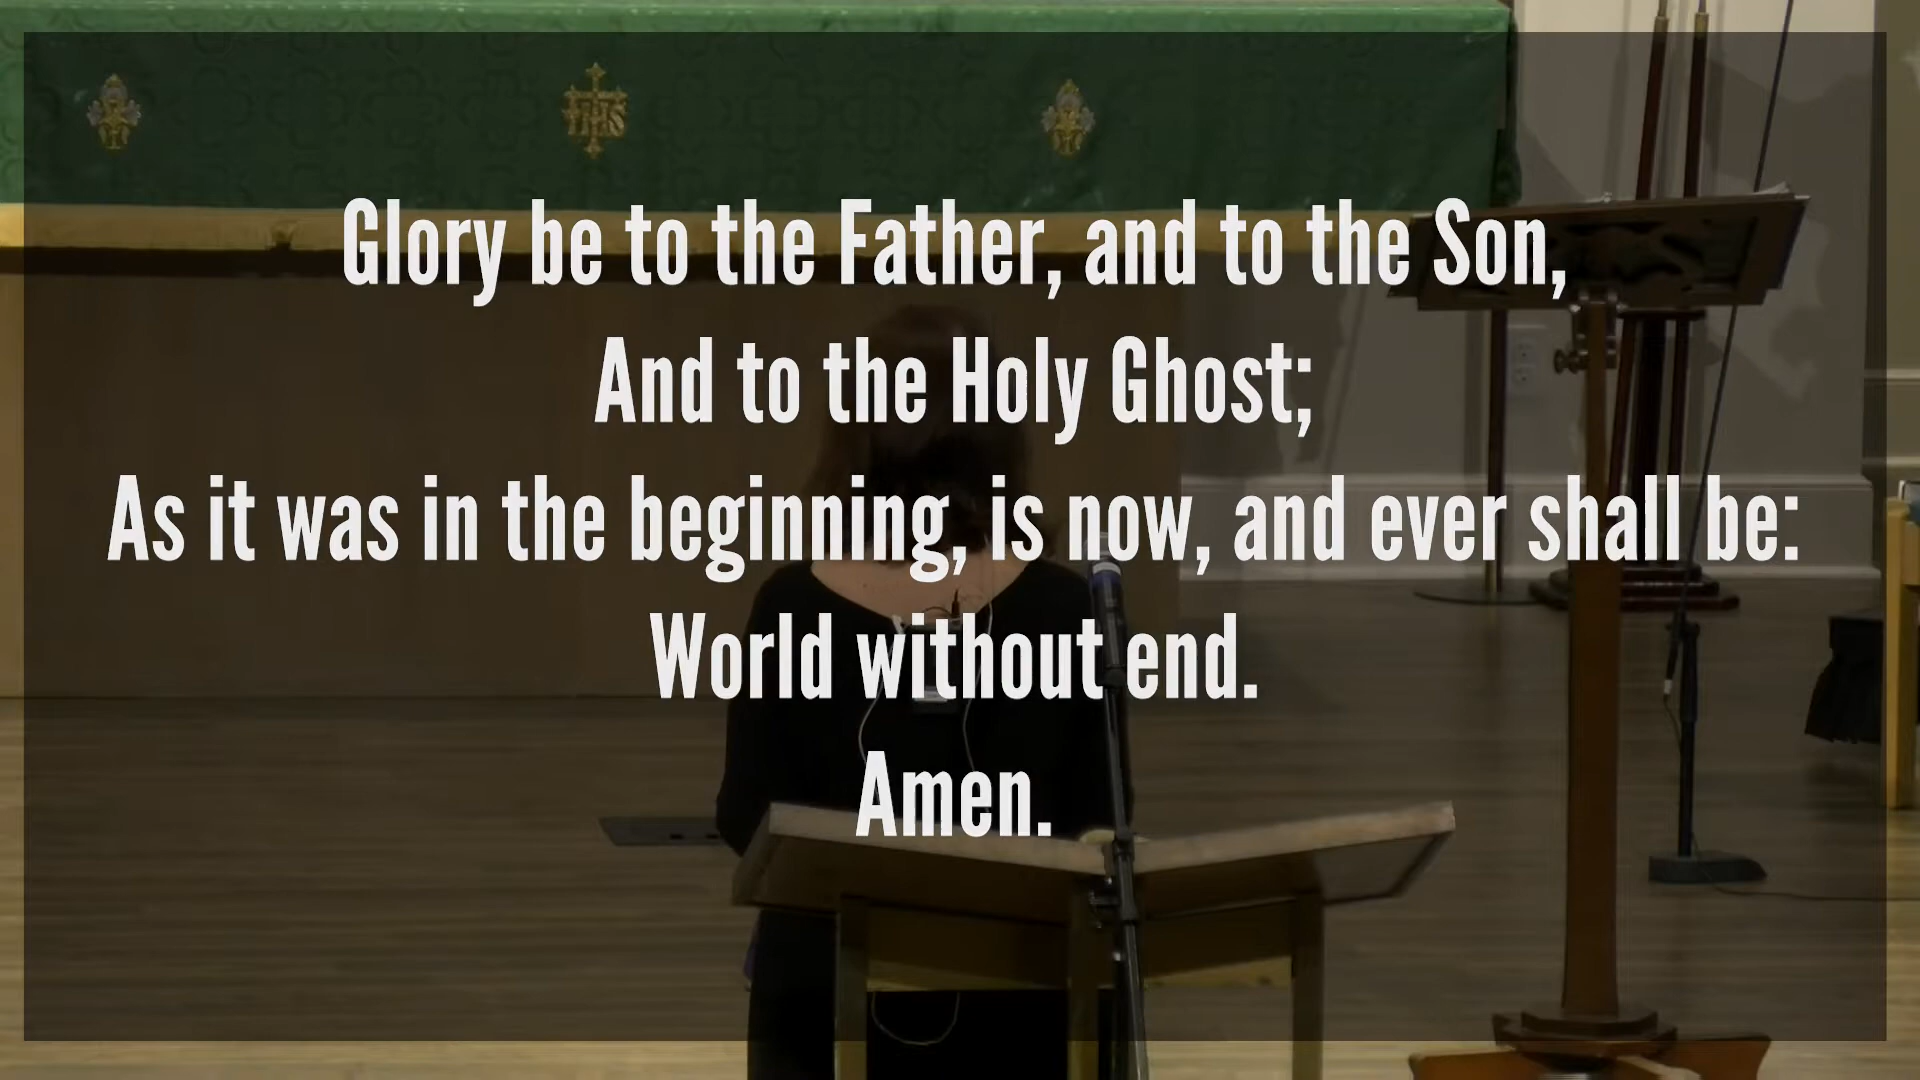 IHS
Glory be to the Father, and to the Son,
And to the Holy Ghost;
As it was in the beginning, is now, and ever shall be:
World without end.
Amen.